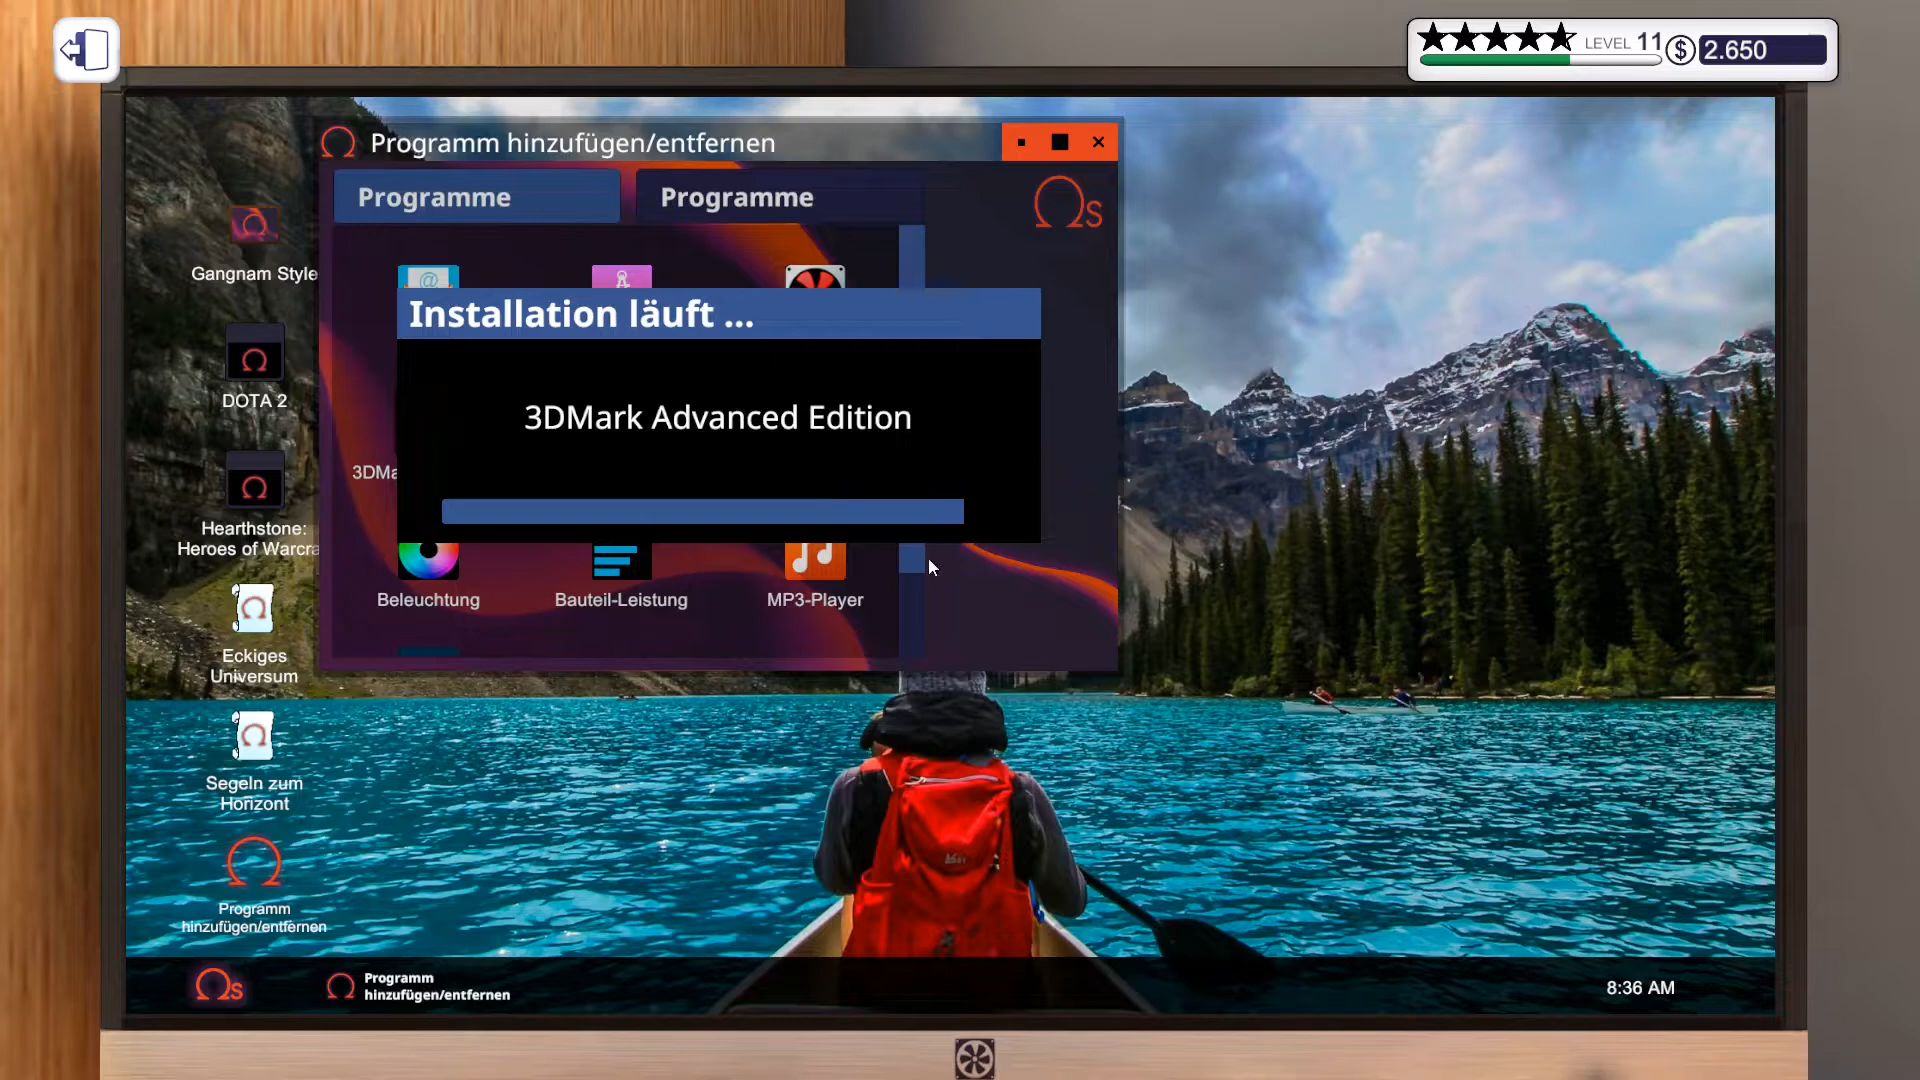 LEVEL 11
$ 2.650
Programm hinzufügen/entfernen
Programme
Programme
Ωs
Gangnam Style
DOTA 2
Hearthstone:
Heroes of Warcra
Eckiges
Universum
Segeln zum
Horizont
Programm
hinzufügen/entfernen
@
A
Installation läuft ...
3DMark Advanced Edition
3DMa
Beleuchtung
Bauteil-Leistung
MP3-Player
Ωs
Programm
hinzufügen/entfernen
8:36 AM